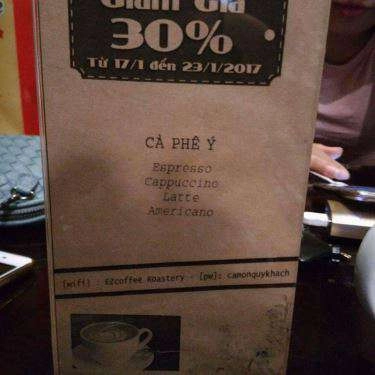 Giảm Giá
30%
Từ 17/1 đến 23/1/2017
CÀ PHÊ Ý
Espresso
Cappuccino
Latte
Americano
[wifi] : EZcoffee Roastery - [pw]: camonquykhach